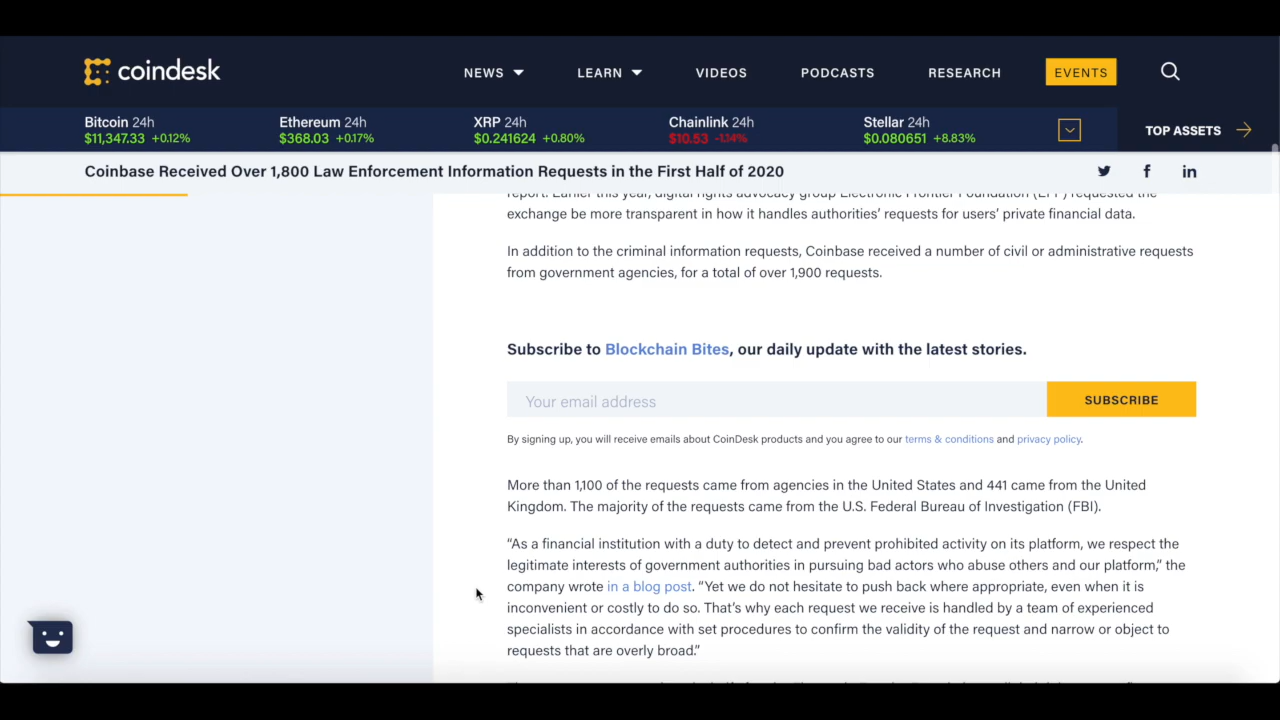 coindesk
NEWS
LEARN
VIDEOS
PODCASTS
RESEARCH
EVENTS
Bitcoin 24h
$11,347.33 +0.12%
Ethereum 24h
$368.03 +0.17%
XRP 24h
$0.241624 +0.80%
Chainlink 24h
$10.53 -1.14%
Stellar 24h
$0.080651 +8.83%
TOP ASSETS
Coinbase Received Over 1,800 Law Enforcement Information Requests in the First Half of 2020
report. Earlier this year, digital rights advocacy group Electronic Frontier Foundation (EFF) requested the
exchange be more transparent in how it handles authorities’ requests for users’ private financial data.
In addition to the criminal information requests, Coinbase received a number of civil or administrative requests
from government agencies, for a total of over 1,900 requests.
Subscribe to Blockchain Bites, our daily update with the latest stories.
Your email address
SUBSCRIBE
By signing up, you will receive emails about CoinDesk products and you agree to our terms & conditions and privacy policy.
More than 1,100 of the requests came from agencies in the United States and 441 came from the United
Kingdom. The majority of the requests came from the U.S. Federal Bureau of Investigation (FBI).
“As a financial institution with a duty to detect and prevent prohibited activity on its platform, we respect the
legitimate interests of government authorities in pursuing bad actors who abuse others and our platform,” the
company wrote in a blog post. “Yet we do not hesitate to push back where appropriate, even when it is
inconvenient or costly to do so. That’s why each request we receive is handled by a team of experienced
specialists in accordance with set procedures to confirm the validity of the request and narrow or object to
requests that are overly broad.”